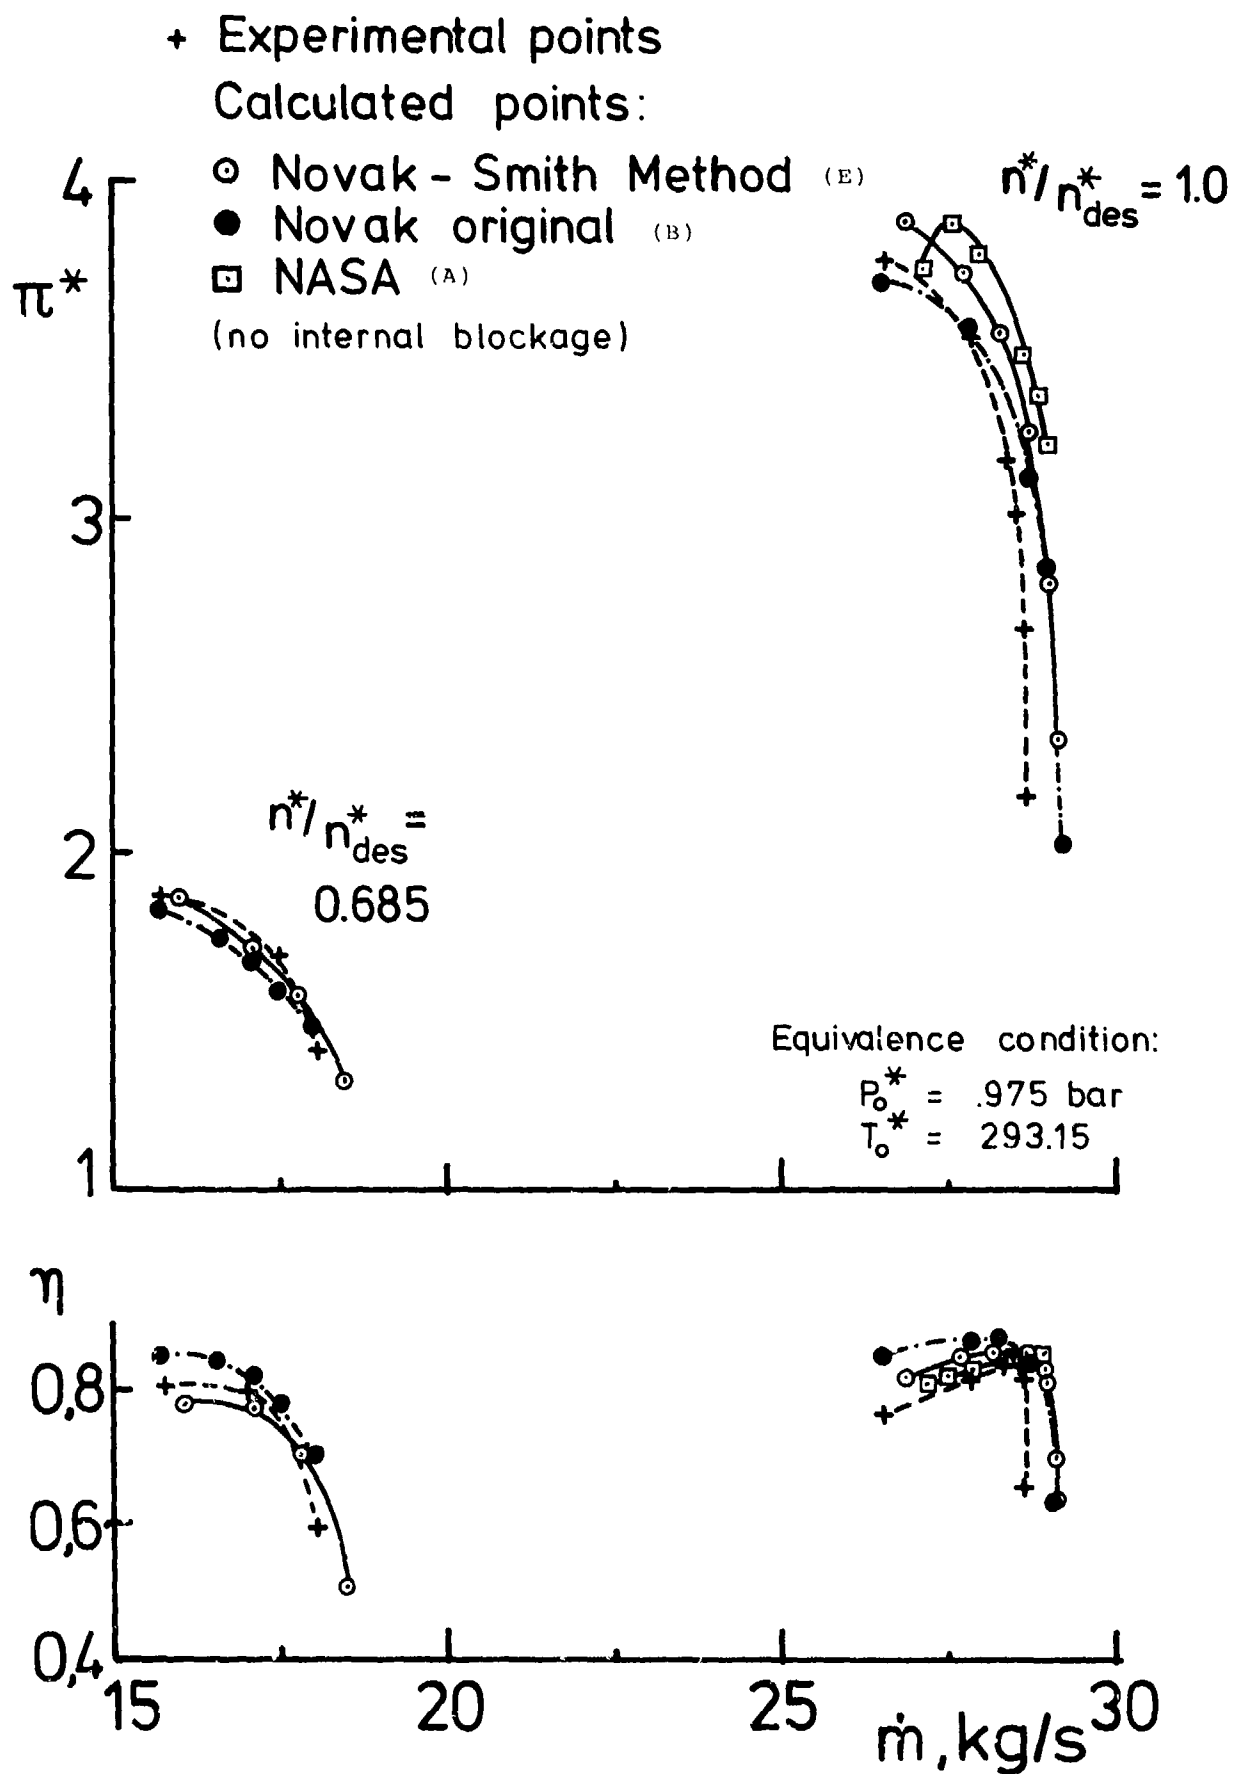 + Experimental points
Calculated points:
⊙ Novak - Smith Method (E)
● Novak original (B)
⊡ NASA (A)
(no internal blockage)
n*/n*des = 1.0
4
π*
3
2
1
n*/n*des =
0.685
Equivalence condition:
Po* = .975 bar
To* = 293.15
η
0,8
0,6
0,4
15 20 25 30
ṁ, kg/s